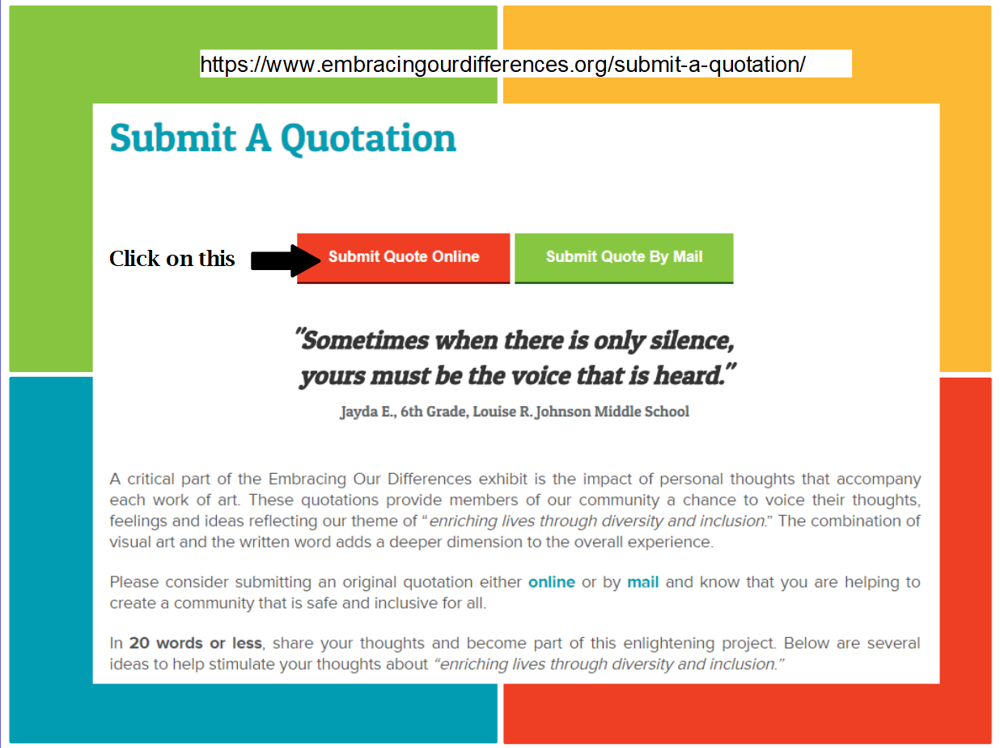 https://www.embracingourdifferences.org/submit-a-quotation/
Submit A Quotation
Click on this
Submit Quote Online
Submit Quote By Mail
"Sometimes when there is only silence,
yours must be the voice that is heard."
Jayda E., 6th Grade, Louise R. Johnson Middle School
A critical part of the Embracing Our Differences exhibit is the impact of personal thoughts that accompany
each work of art. These quotations provide members of our community a chance to voice their thoughts,
feelings and ideas reflecting our theme of “enriching lives through diversity and inclusion.” The combination of
visual art and the written word adds a deeper dimension to the overall experience.
Please consider submitting an original quotation either online or by mail and know that you are helping to
create a community that is safe and inclusive for all.
In 20 words or less, share your thoughts and become part of this enlightening project. Below are several
ideas to help stimulate your thoughts about “enriching lives through diversity and inclusion.”